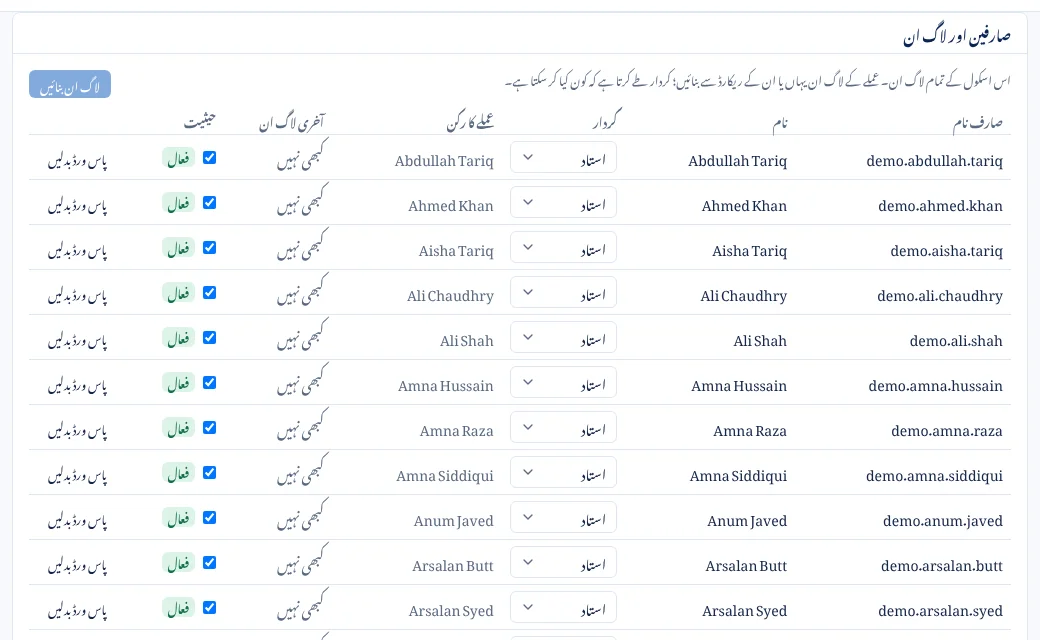 صارفین اور لاگ ان
اس اسکول کے تمام لاگ ان۔ عملے کے لاگ ان یہاں یا ان کے ریکارڈ سے بنائیں؛ کردار طے کرتا ہے کہ کون کیا کر سکتا ہے۔
لاگ ان بنائیں
صارف نام نام کردار عملے کا رکن آخری لاگ ان حیثیت
demo.abdullah.tariq Abdullah Tariq استاد Abdullah Tariq کبھی نہیں فعال پاس ورڈ بدلیں
demo.ahmed.khan Ahmed Khan استاد Ahmed Khan کبھی نہیں فعال پاس ورڈ بدلیں
demo.aisha.tariq Aisha Tariq استاد Aisha Tariq کبھی نہیں فعال پاس ورڈ بدلیں
demo.ali.chaudhry Ali Chaudhry استاد Ali Chaudhry کبھی نہیں فعال پاس ورڈ بدلیں
demo.ali.shah Ali Shah استاد Ali Shah کبھی نہیں فعال پاس ورڈ بدلیں
demo.amna.hussain Amna Hussain استاد Amna Hussain کبھی نہیں فعال پاس ورڈ بدلیں
demo.amna.raza Amna Raza استاد Amna Raza کبھی نہیں فعال پاس ورڈ بدلیں
demo.amna.siddiqui Amna Siddiqui استاد Amna Siddiqui کبھی نہیں فعال پاس ورڈ بدلیں
demo.anum.javed Anum Javed استاد Anum Javed کبھی نہیں فعال پاس ورڈ بدلیں
demo.arsalan.butt Arsalan Butt استاد Arsalan Butt کبھی نہیں فعال پاس ورڈ بدلیں
demo.arsalan.syed Arsalan Syed استاد Arsalan Syed کبھی نہیں فعال پاس ورڈ بدلیں